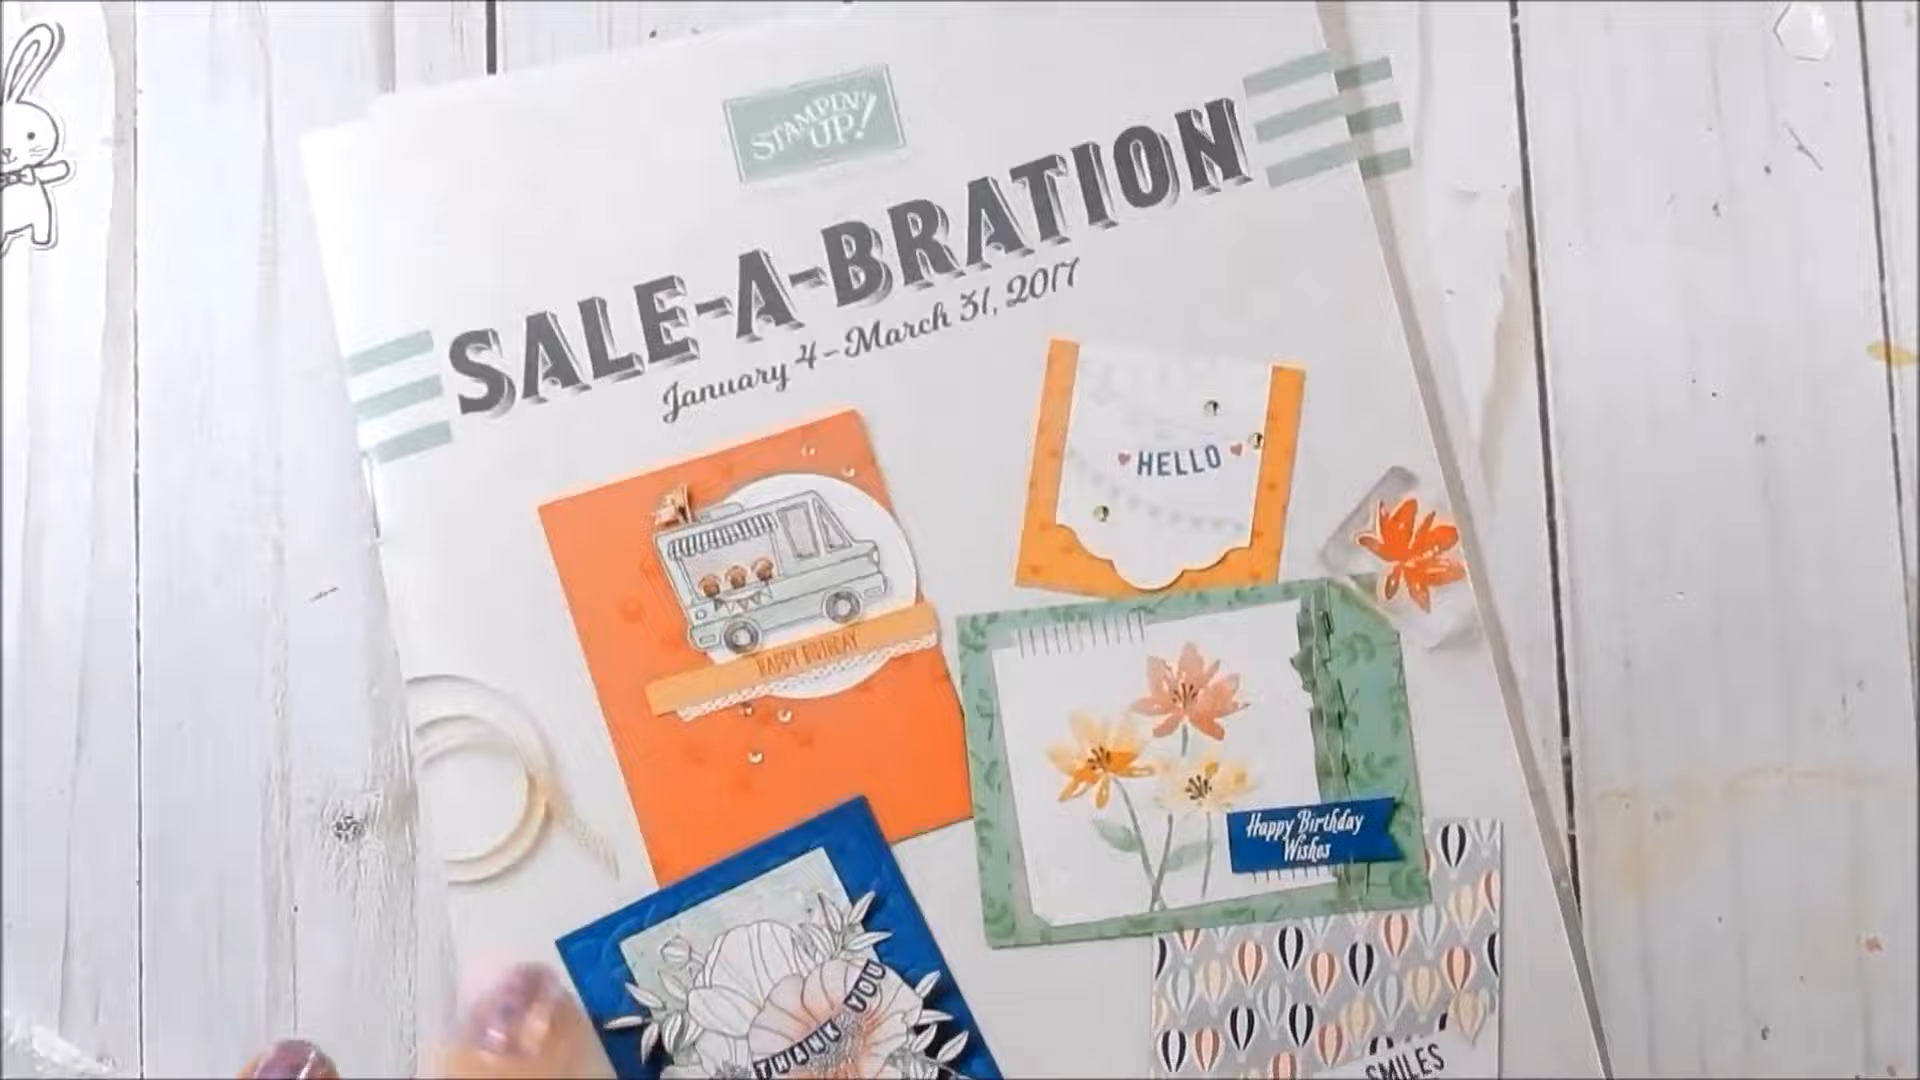 STAMPIN'
UP!
SALE-A-BRATION
January 4-March 31, 2017
HELLO
HAPPY BIRTHDAY
Happy Birthday
Wishes
THANK YOU
SMILES